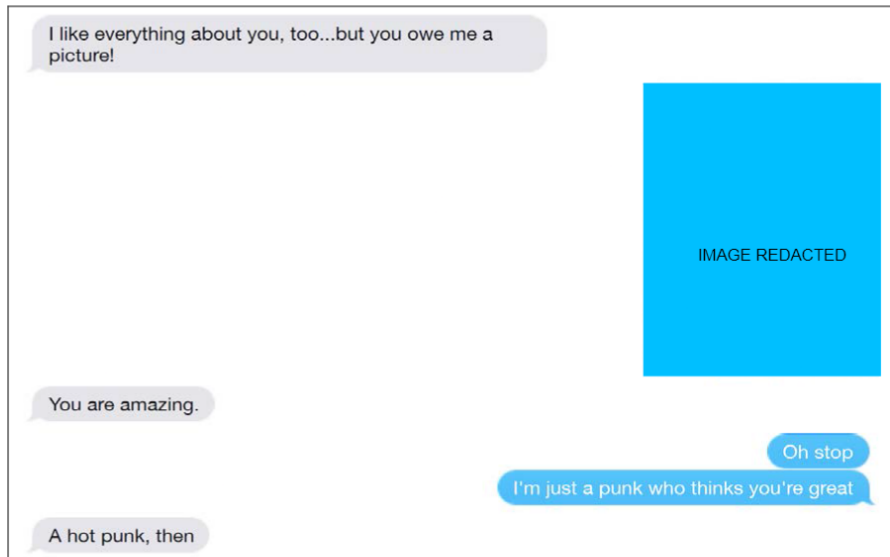 I like everything about you, too...but you owe me a
picture!
IMAGE REDACTED
You are amazing.
Oh stop
I'm just a punk who thinks you're great
A hot punk, then